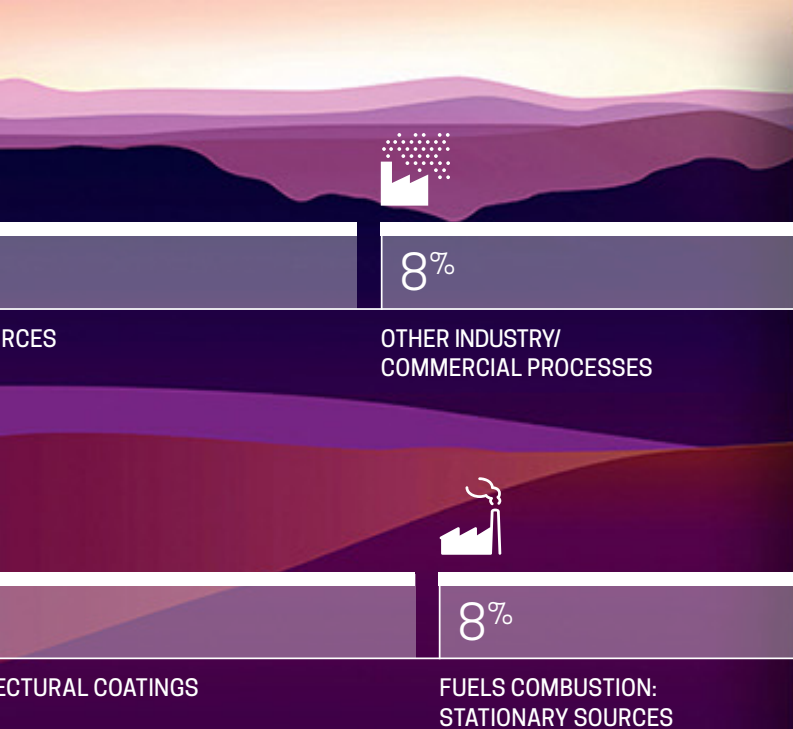 8%
RCES
OTHER INDUSTRY/
COMMERCIAL PROCESSES
8%
ECTURAL COATINGS
FUELS COMBUSTION:
STATIONARY SOURCES